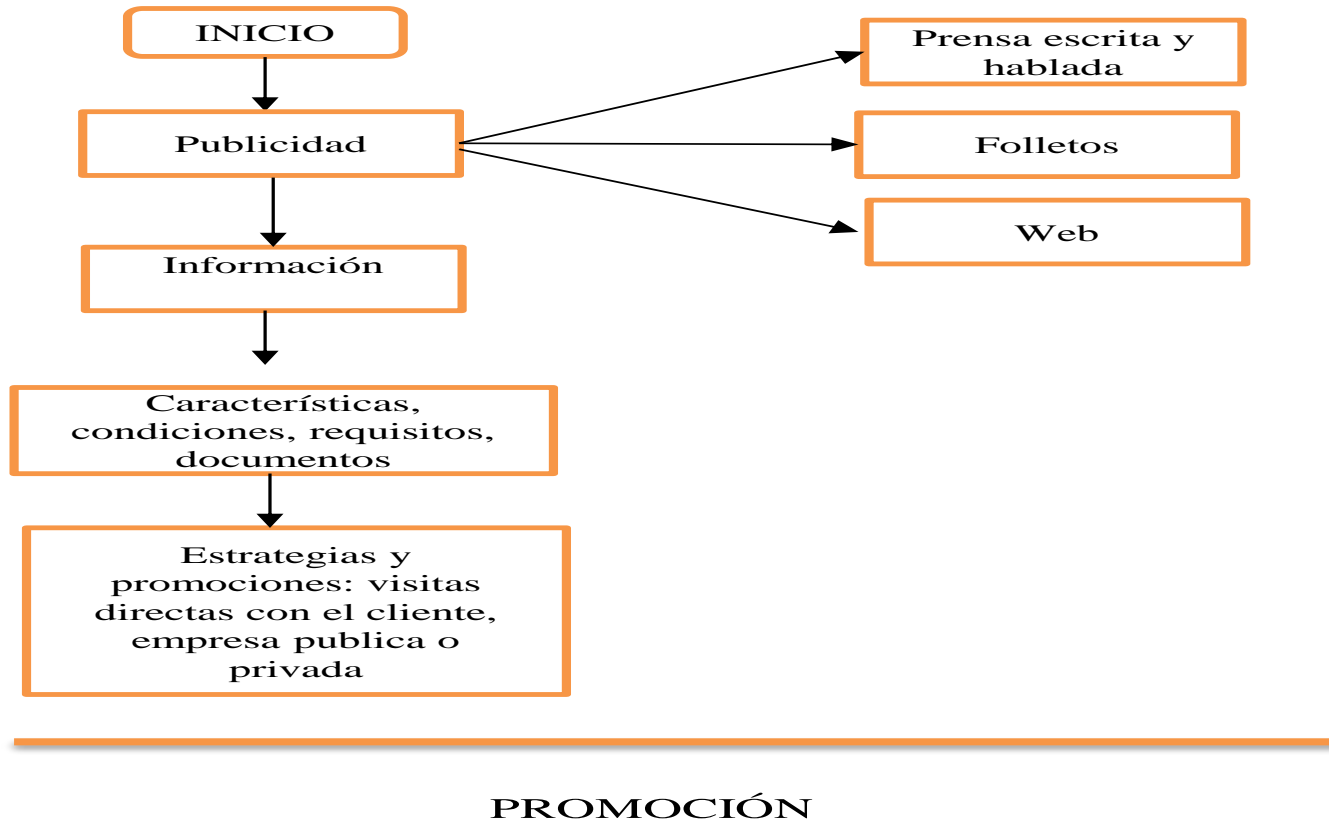 INICIO
Prensa escrita y
hablada
Publicidad
Folletos
Web
Información
Características,
condiciones, requisitos,
documentos
Estrategias y
promociones: visitas
directas con el cliente,
empresa publica o
privada
PROMOCIÓN